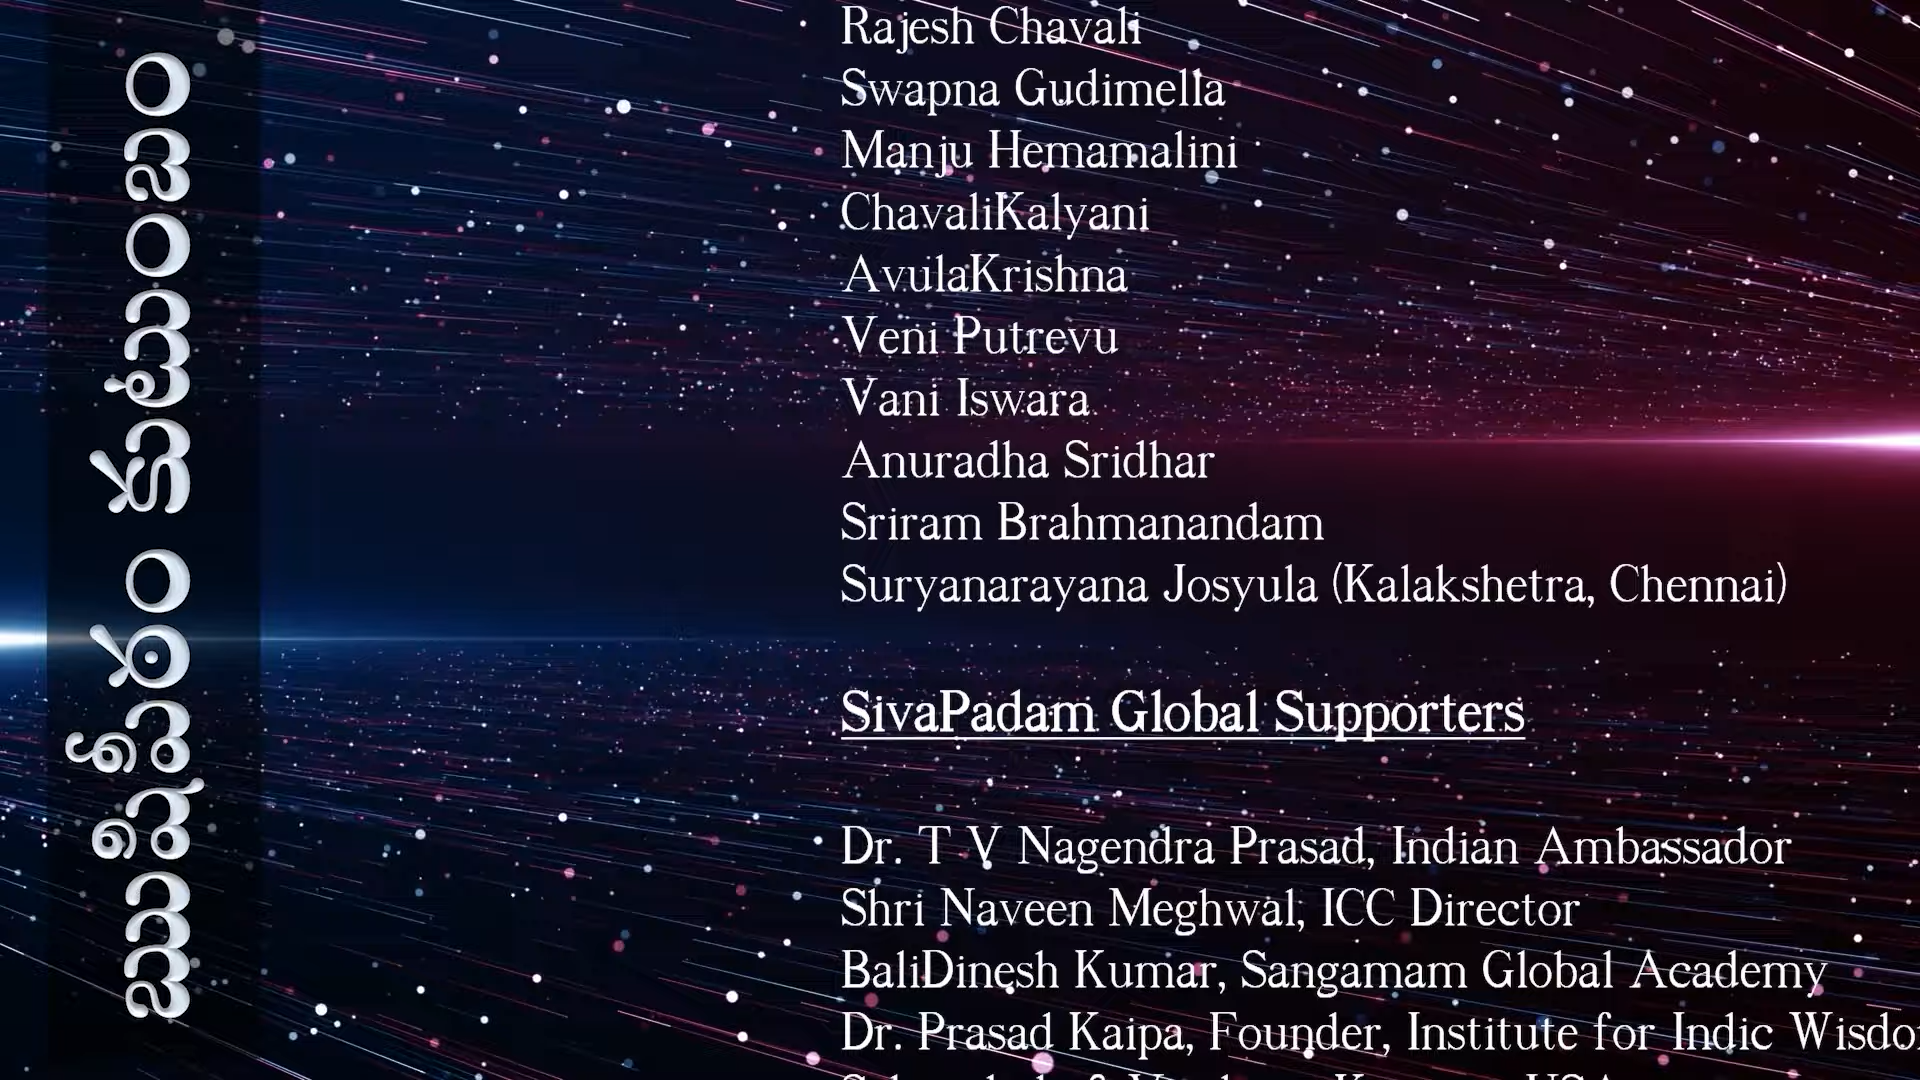 ఋషిపీఠం కుటుంబం
Rajesh Chavali
Swapna Gudimella
Manju Hemamalini
ChavaliKalyani
AvulaKrishna
Veni Putrevu
Vani Iswara
Anuradha Sridhar
Sriram Brahmanandam
Suryanarayana Josyula (Kalakshetra, Chennai)
SivaPadam Global Supporters
Dr. T V Nagendra Prasad, Indian Ambassador
Shri Naveen Meghwal, ICC Director
BaliDinesh Kumar, Sangamam Global Academy
Dr. Prasad Kaipa, Founder, Institute for Indic